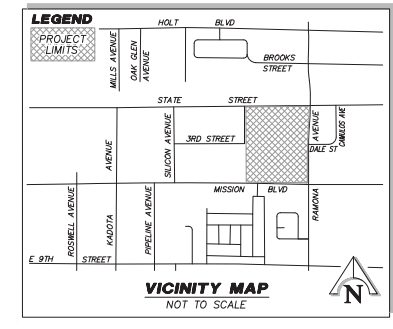 LEGEND
PROJECT
LIMITS
HOLT BLVD
MILLS AVENUE
OAK GLEN
AVENUE
BROOKS
STREET
STATE STREET
AVENUE
SILICON AVENUE
3RD STREET
AVENUE
CAMULOS AVE
DALE ST
MISSION BLVD
RAMONA
ROSWELL AVENUE
KADOTA
PIPELINE AVENUE
E 9TH STREET
VICINITY MAP
NOT TO SCALE
N